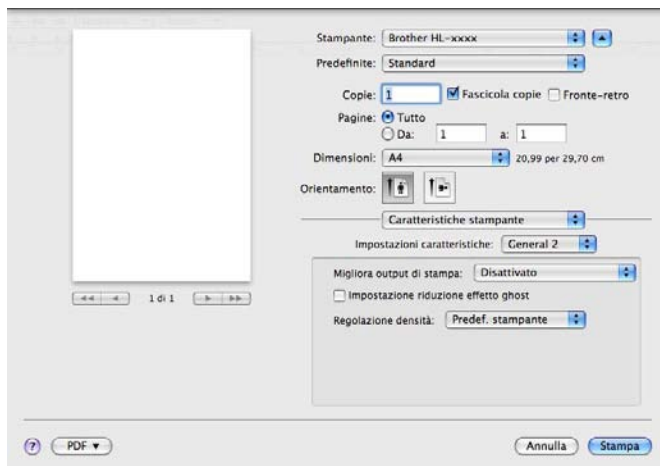 Stampante: Brother HL-xxxx
Predefinite: Standard
Copie: 1 Fascicola copie Fronte-retro
Pagine: Tutto
Da: 1 a: 1
Dimensioni: A4 20,99 per 29,70 cm
Orientamento:
Caratteristiche stampante
Impostazioni caratteristiche: General 2
Migliora output di stampa: Disattivato
Impostazione riduzione effetto ghost
Regolazione densità: Predef. stampante
1 di 1
? PDF ▼ Annulla Stampa